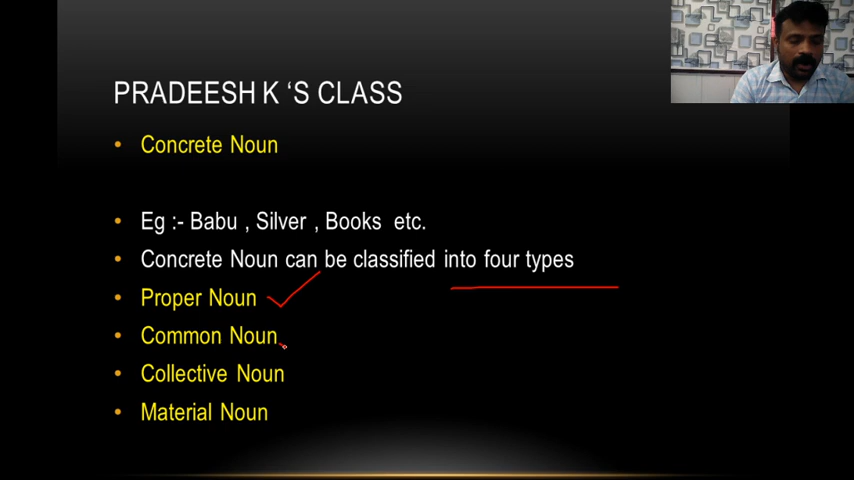 PRADEESH K ‘S CLASS
• Concrete Noun
• Eg :- Babu , Silver , Books etc.
• Concrete Noun can be classified into four types
• Proper Noun
• Common Noun
• Collective Noun
• Material Noun